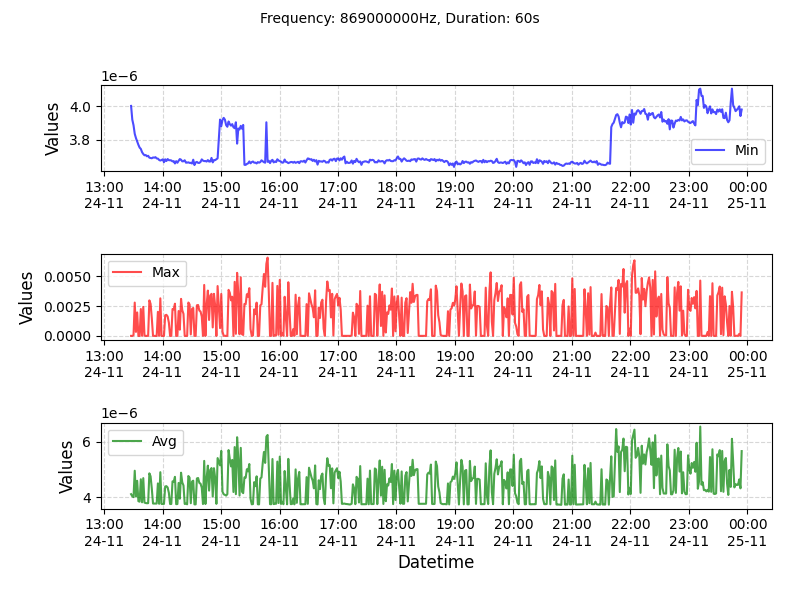 Frequency: 869000000Hz, Duration: 60s
1e−6
Values
4.0
3.8
Min
13:00 14:00 15:00 16:00 17:00 18:00 19:00 20:00 21:00 22:00 23:00 00:00
24-11 24-11 24-11 24-11 24-11 24-11 24-11 24-11 24-11 24-11 24-11 25-11
Values
0.0050
0.0025
0.0000
Max
13:00 14:00 15:00 16:00 17:00 18:00 19:00 20:00 21:00 22:00 23:00 00:00
24-11 24-11 24-11 24-11 24-11 24-11 24-11 24-11 24-11 24-11 24-11 25-11
1e−6
Values
6
4
Avg
13:00 14:00 15:00 16:00 17:00 18:00 19:00 20:00 21:00 22:00 23:00 00:00
24-11 24-11 24-11 24-11 24-11 24-11 24-11 24-11 24-11 24-11 24-11 25-11
Datetime